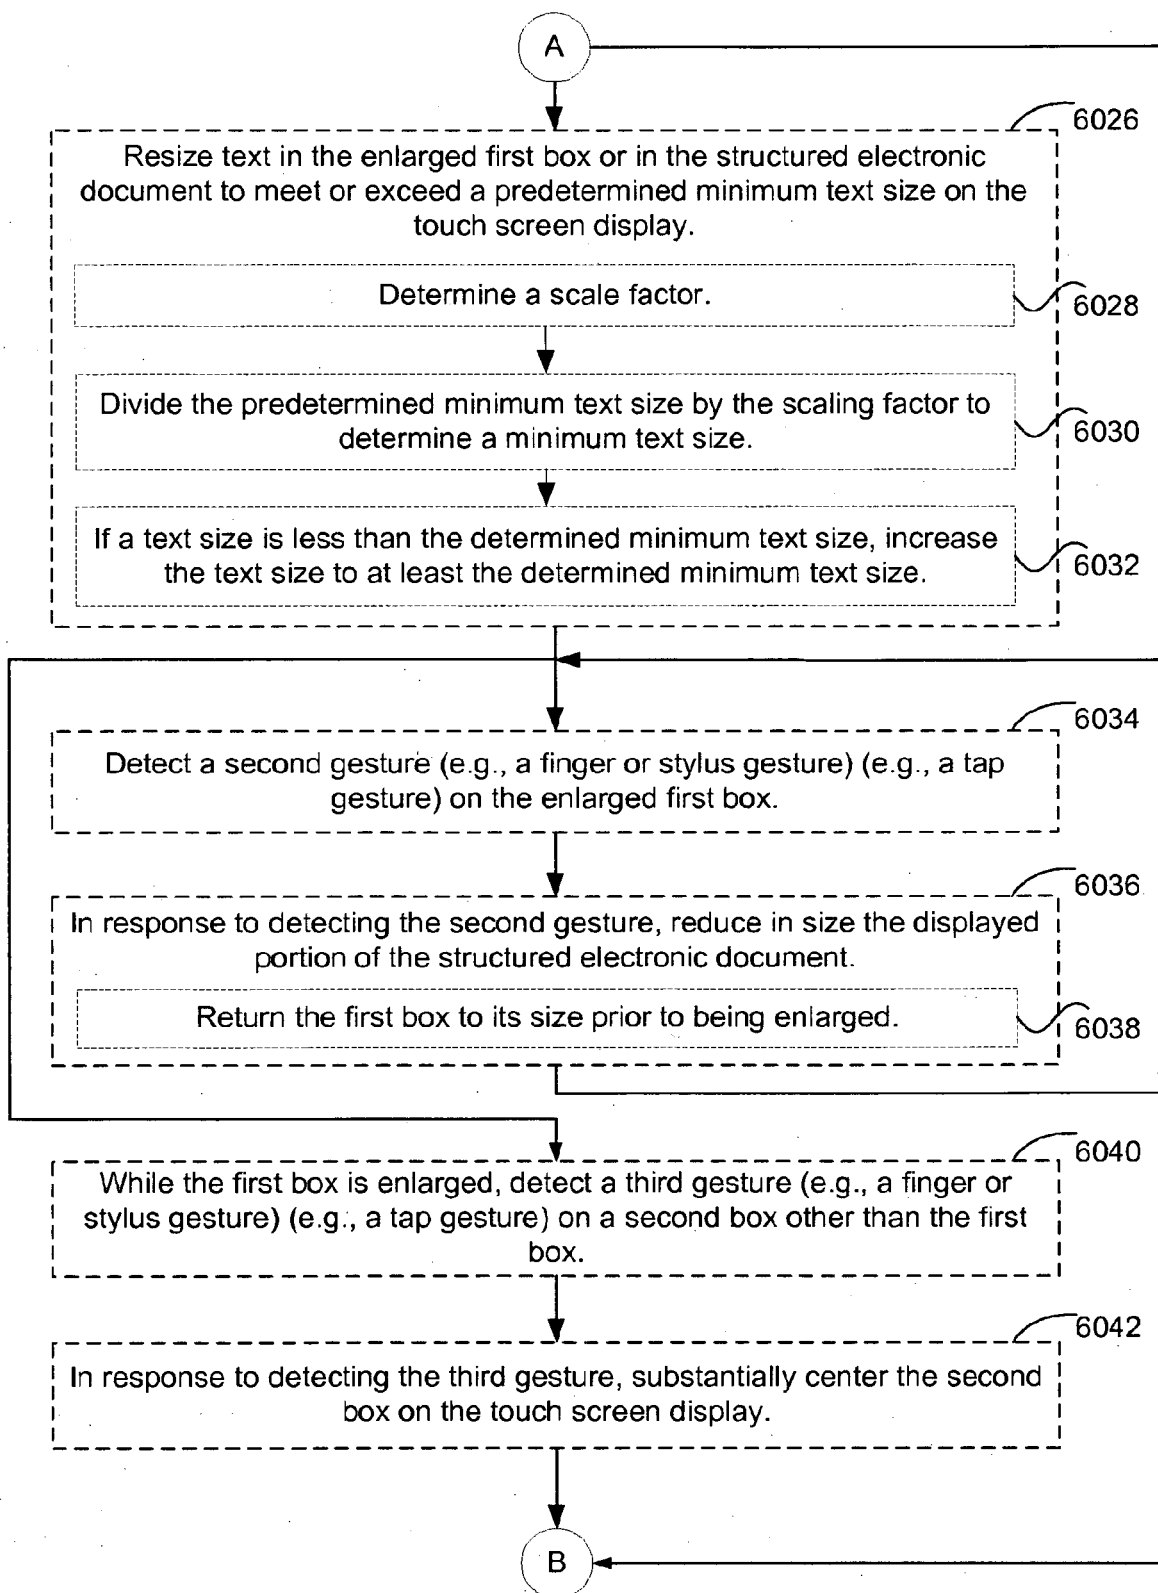 A
6026
Resize text in the enlarged first box or in the structured electronic
document to meet or exceed a predetermined minimum text size on the
touch screen display.
Determine a scale factor.
6028
Divide the predetermined minimum text size by the scaling factor to
determine a minimum text size.
6030
If a text size is less than the determined minimum text size, increase
the text size to at least the determined minimum text size.
6032
6034
Detect a second gesture (e.g., a finger or stylus gesture) (e.g., a tap
gesture) on the enlarged first box.
6036
In response to detecting the second gesture, reduce in size the displayed
portion of the structured electronic document.
Return the first box to its size prior to being enlarged.
6038
6040
While the first box is enlarged, detect a third gesture (e.g., a finger or
stylus gesture) (e.g., a tap gesture) on a second box other than the first
box.
6042
In response to detecting the third gesture, substantially center the second
box on the touch screen display.
B